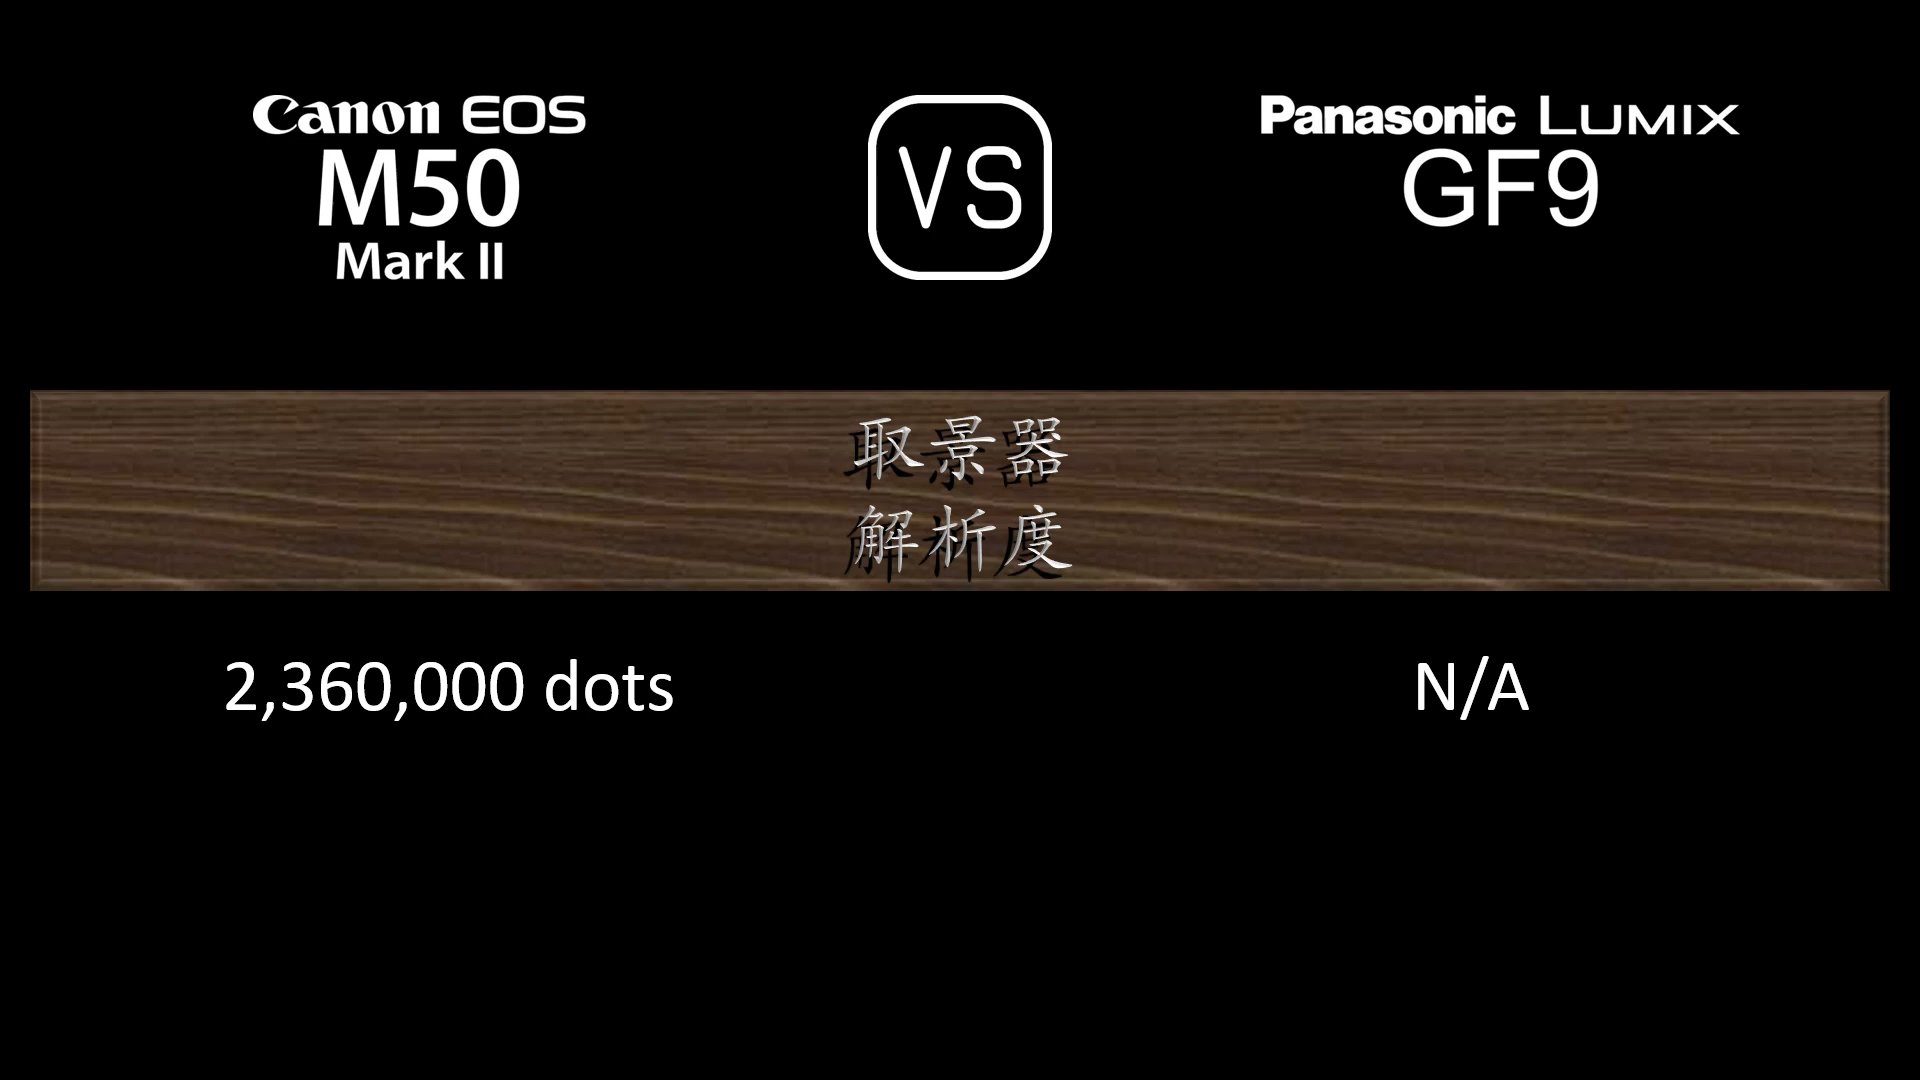 Canon EOS
M50
Mark II
VS
Panasonic LUMIX
GF9
取景器
解析度
2,360,000 dots
N/A